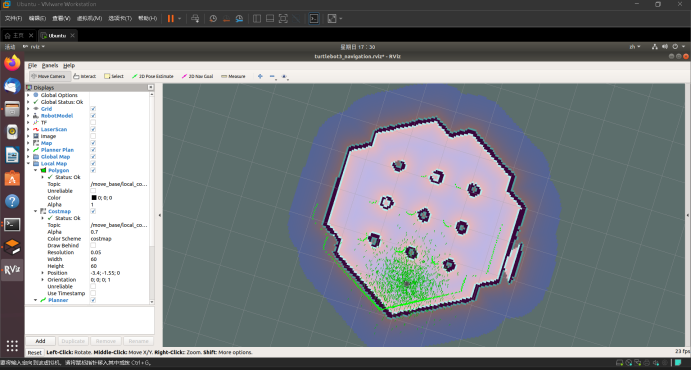 Ubuntu - VMware Workstation
文件(F) 编辑(E) 查看(V) 虚拟机(M) 选项卡(T) 帮助(H)
主页 Ubuntu
活动 rviz 星期日 17:30 zh
turtlebot3_navigation.rviz* - RViz
File Panels Help
Move Camera Interact Select 2D Pose Estimate 2D Nav Goal Measure
Displays
Global Options
Global Status: Ok
Grid
RobotModel
TF
LaserScan
Image
Map
Planner Plan
Global Map
Local Map
Polygon
Status: Ok
Topic /move_base/local_co...
Unreliable
Color 0; 0; 0
Alpha 1
Costmap
Status: Ok
Topic /move_base/local_co...
Alpha 0.7
Color Scheme costmap
Draw Behind
Resolution 0.05
Width 60
Height 60
Position -3.4; -1.55; 0
Orientation 0; 0; 0; 1
Unreliable
Use Timestamp
Planner
Add Duplicate Remove Rename
Reset Left-Click: Rotate. Middle-Click: Move X/Y. Right-Click: Zoom. Shift: More options. 23 fps
要将输入定向到该虚拟机，请将鼠标指针移入其中或按 Ctrl+G。